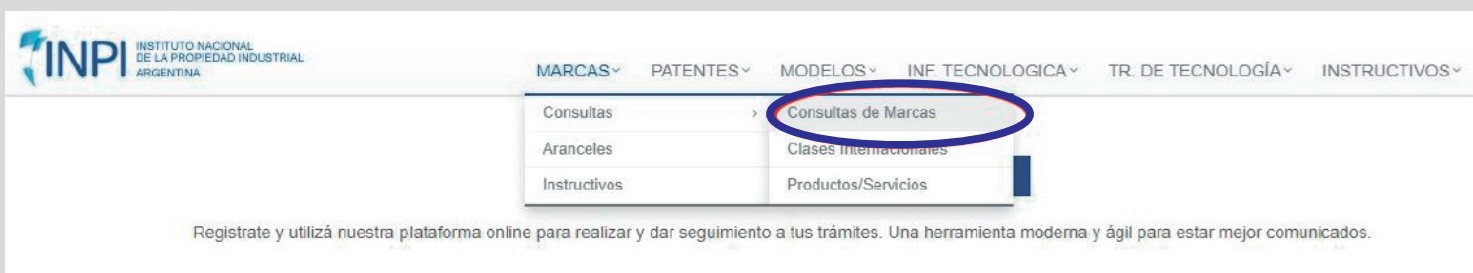 INPI
INSTITUTO NACIONAL
DE LA PROPIEDAD INDUSTRIAL
ARGENTINA
MARCAS PATENTES MODELOS INF. TECNOLOGICA TR. DE TECNOLOGÍA INSTRUCTIVOS
Consultas > Consultas de Marcas
Aranceles Clases Internacionales
Instructivos Productos/Servicios
Registrate y utilizá nuestra plataforma online para realizar y dar seguimiento a tus trámites. Una herramienta moderna y ágil para estar mejor comunicados.